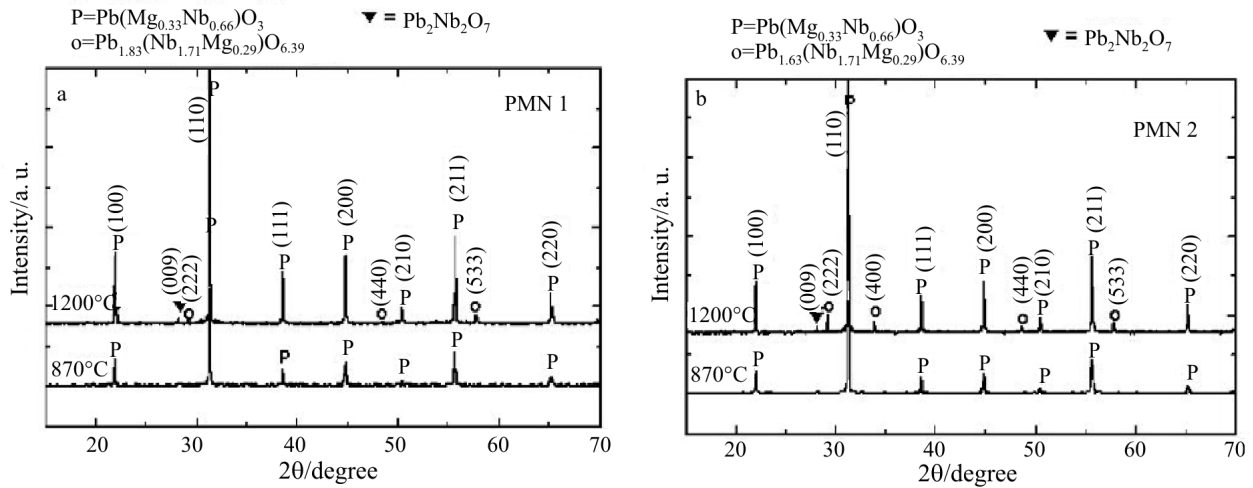 P=Pb(Mg0.33Nb0.66)O3
▼ = Pb2Nb2O7
o=Pb1.83(Nb1.71Mg0.29)O6.39
a
PMN 1
Intensity/a. u.
(100)
(009)
(222)
(110)
(111)
(200)
(440)
(210)
(211)
(533)
(220)
P
P
P
P
P
P
P
P
o
o
o
1200°C
870°C
P
P
P
P
P
P
20
30
40
50
60
70
2θ/degree
P=Pb(Mg0.33Nb0.66)O3
▼ = Pb2Nb2O7
o=Pb1.63(Nb1.71Mg0.29)O6.39
b
PMN 2
Intensity/a. u.
(100)
(009)
(222)
(110)
(400)
(111)
(200)
(440)
(210)
(211)
(533)
(220)
P
P
P
P
P
P
P
o
o
o
o
1200°C
870°C
P
P
P
P
P
P
20
30
40
50
60
70
2θ/degree